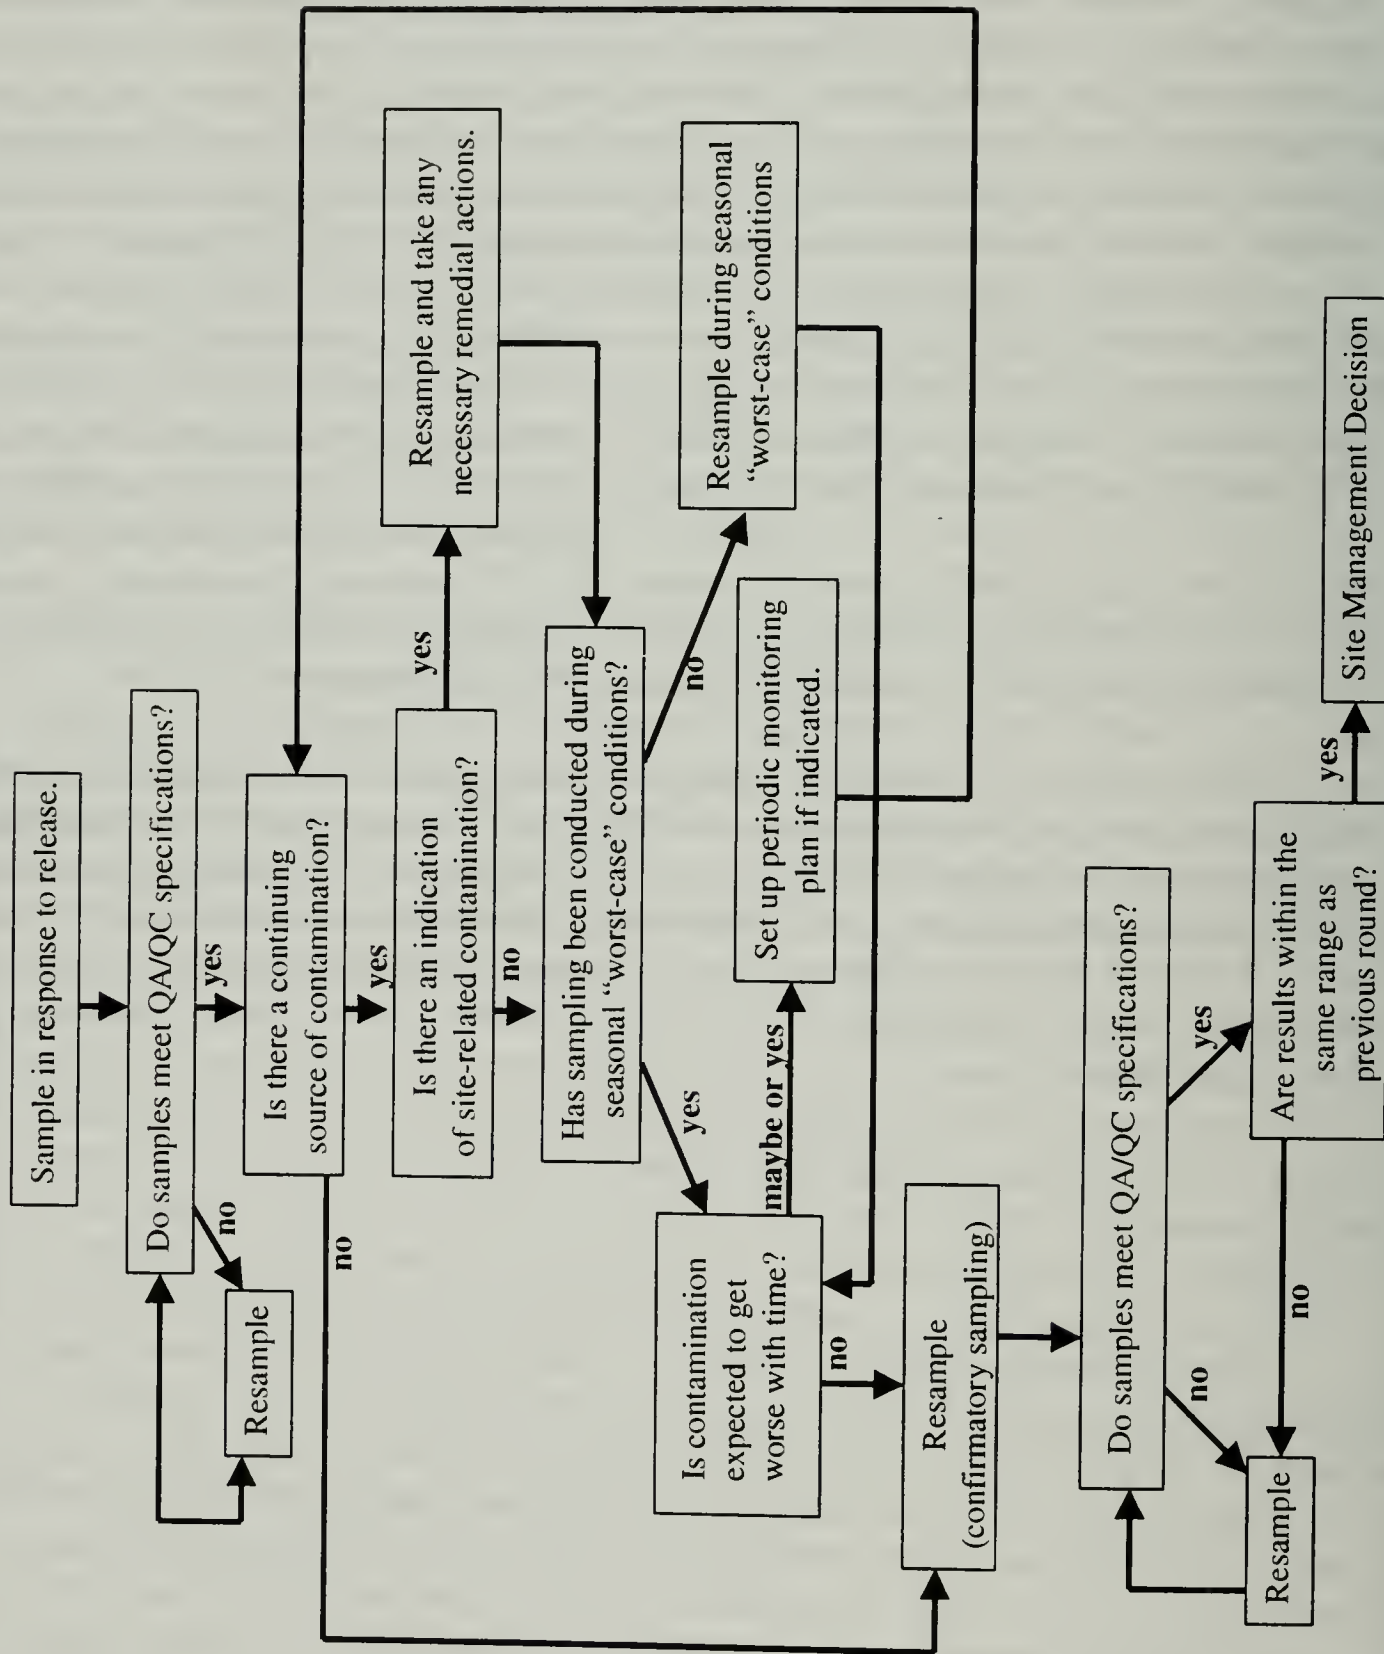 Sample in response to release.
Do samples meet QA/QC specifications?
no
yes
Resample
Is there a continuing
source of contamination?
no
yes
Is there an indication
of site-related contamination?
yes
Resample and take any
necessary remedial actions.
no
Has sampling been conducted during
seasonal “worst-case” conditions?
yes
no
Resample during seasonal
“worst-case” conditions
Is contamination
expected to get
worse with time?
maybe or yes
Set up periodic monitoring
plan if indicated.
no
Resample
(confirmatory sampling)
Do samples meet QA/QC specifications?
no
yes
Resample
no
Are results within the
same range as
previous round?
yes
Site Management Decision